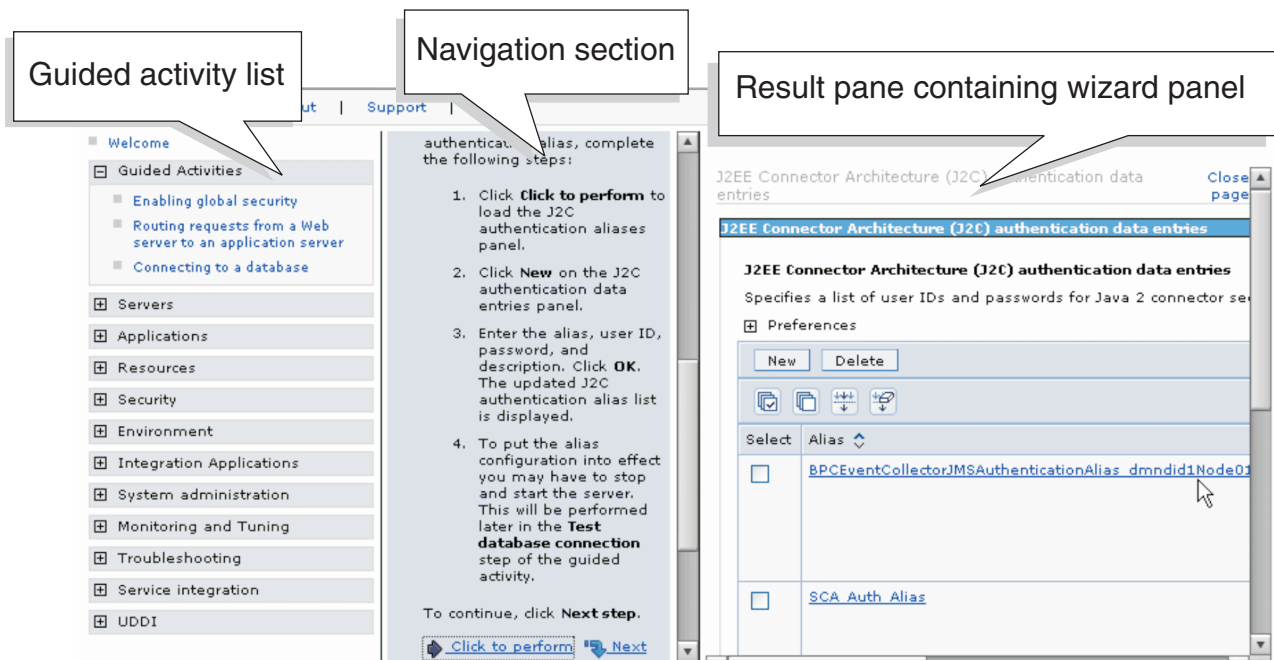 Guided activity list
Navigation section
Result pane containing wizard panel
ut | Support |
Welcome
Guided Activities
Enabling global security
Routing requests from a Web
server to an application server
Connecting to a database
Servers
Applications
Resources
Security
Environment
Integration Applications
System administration
Monitoring and Tuning
Troubleshooting
Service integration
UDDI
alias, complete
the following steps:
1. Click Click to perform to
load the J2C
authentication aliases
panel.
2. Click New on the J2C
authentication data
entries panel.
3. Enter the alias, user ID,
password, and
description. Click OK.
The updated J2C
authentication alias list
is displayed.
4. To put the alias
configuration into effect
you may have to stop
and start the server.
This will be performed
later in the Test
database connection
step of the guided
activity.
To continue, click Next step.
Click to perform Next
J2EE Connector Architecture (J2C) authentication data
entries
Close
page
J2EE Connector Architecture (J2C) authentication data entries
J2EE Connector Architecture (J2C) authentication data entries
Specifies a list of user IDs and passwords for Java 2 connector se
Preferences
New Delete
Select Alias
BPCEventCollectorJMSAuthenticationAlias_dmndid1Node01
SCA_Auth_Alias